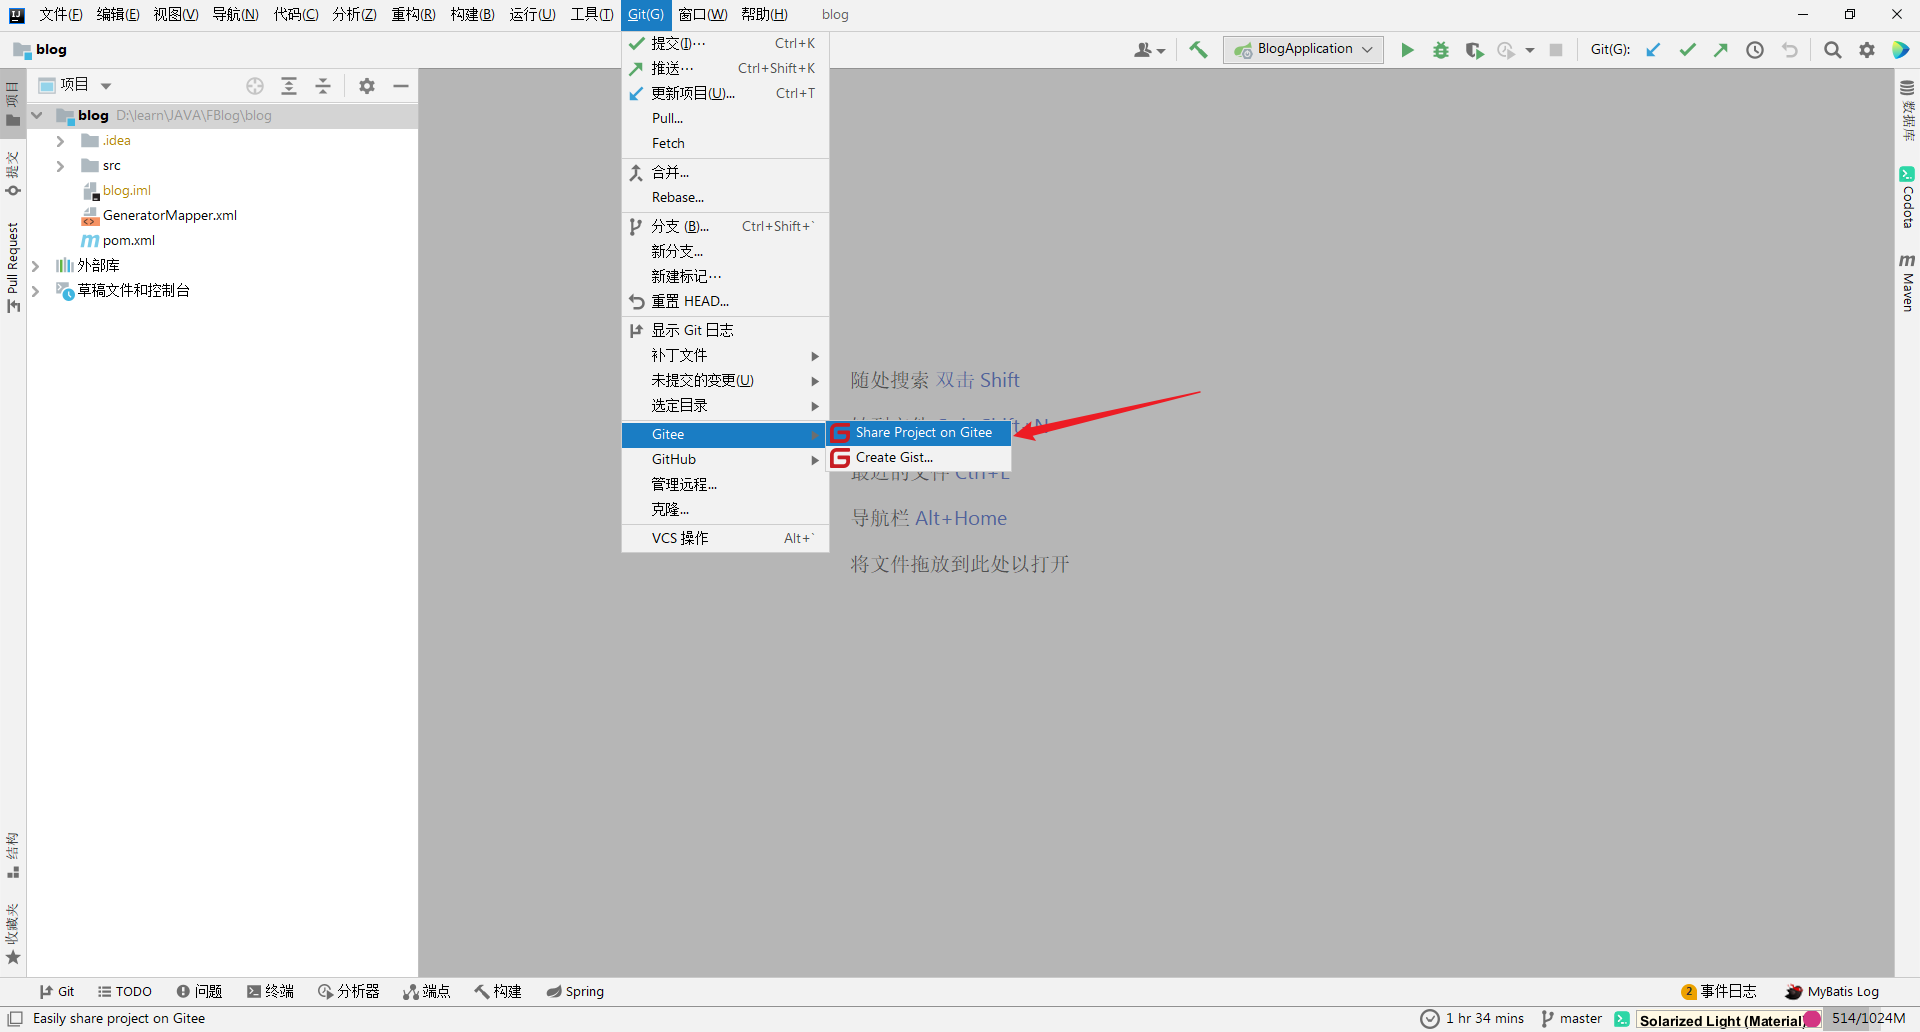 文件(F) 编辑(E) 视图(V) 导航(N) 代码(C) 分析(Z) 重构(R) 构建(B) 运行(U) 工具(T) Git(G) 窗口(W) 帮助(H) blog
blog
BlogApplication
Git(G):
项目
blog D:\learn\JAVA\FBlog\blog
.idea
src
blog.iml
GeneratorMapper.xml
pom.xml
外部库
草稿文件和控制台
项目
提交
Pull Request
结构
收藏夹
提交(I)... Ctrl+K
推送... Ctrl+Shift+K
更新项目(U)... Ctrl+T
Pull...
Fetch
合并...
Rebase...
分支 (B)... Ctrl+Shift+`
新分支...
新建标记...
重置 HEAD...
显示 Git 日志
补丁文件
未提交的变更(U)
选定目录
Gitee
GitHub
管理远程...
克隆...
VCS 操作 Alt+`
Share Project on Gitee
Create Gist...
随处搜索 双击 Shift
最近的文件 Ctrl+E
导航栏 Alt+Home
将文件拖放到此处以打开
数据库
Codota
Maven
Git TODO 问题 终端 分析器 端点 构建 Spring
2 事件日志 MyBatis Log
Easily share project on Gitee
1 hr 34 mins master Solarized Light (Material) 514/1024M